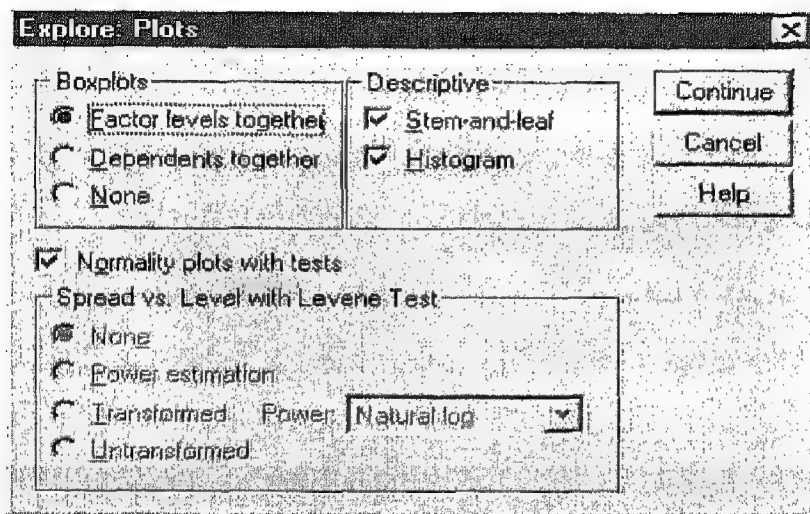 Explore: Plots
Boxplots
Factor levels together
Dependents together
None
Descriptive
Stem-and-leaf
Histogram
Continue
Cancel
Help
Normality plots with tests
Spread vs. Level with Levene Test
None
Power estimation
Transformed Power: Natural log
Untransformed